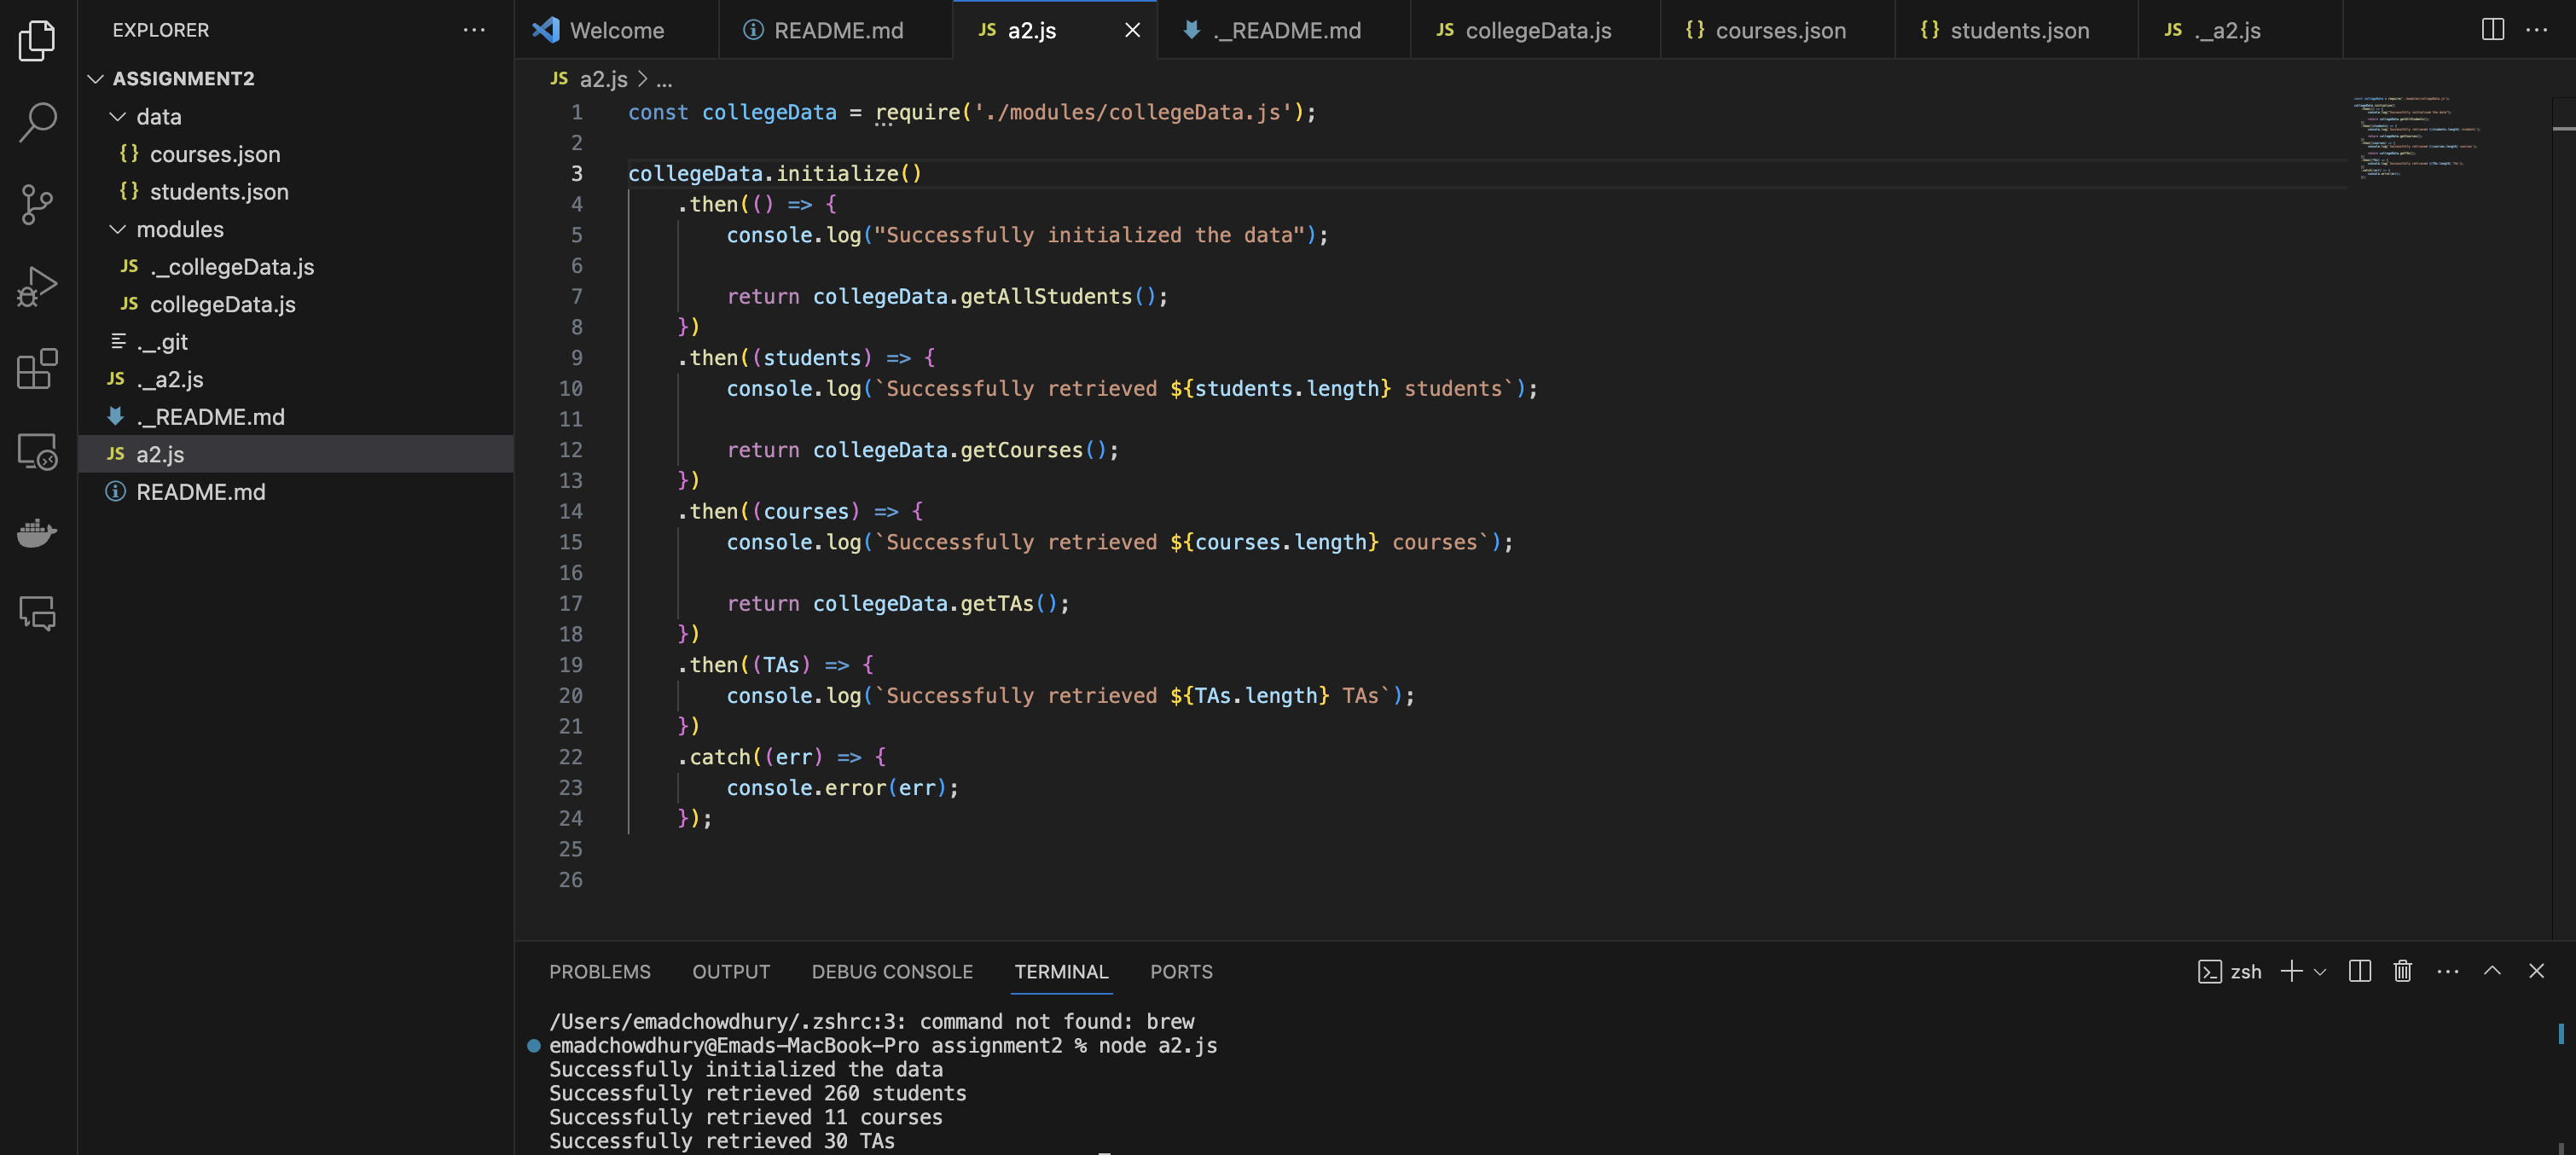 EXPLORER
ASSIGNMENT2
data
courses.json
students.json
modules
JS ._collegeData.js
JS collegeData.js
._.git
JS ._a2.js
._README.md
JS a2.js
README.md
Welcome
README.md
JS a2.js
._README.md
JS collegeData.js
{} courses.json
{} students.json
JS ._a2.js
JS a2.js > ...
1 const collegeData = require('./modules/collegeData.js');
2
3 collegeData.initialize()
4 .then(() => {
5 console.log("Successfully initialized the data");
6
7 return collegeData.getAllStudents();
8 })
9 .then((students) => {
10 console.log(`Successfully retrieved ${students.length} students`);
11
12 return collegeData.getCourses();
13 })
14 .then((courses) => {
15 console.log(`Successfully retrieved ${courses.length} courses`);
16
17 return collegeData.getTAs();
18 })
19 .then((TAs) => {
20 console.log(`Successfully retrieved ${TAs.length} TAs`);
21 })
22 .catch((err) => {
23 console.error(err);
24 });
25
26
PROBLEMS OUTPUT DEBUG CONSOLE TERMINAL PORTS
zsh
/Users/emadchowdhury/.zshrc:3: command not found: brew
emadchowdhury@Emads-MacBook-Pro assignment2 % node a2.js
Successfully initialized the data
Successfully retrieved 260 students
Successfully retrieved 11 courses
Successfully retrieved 30 TAs